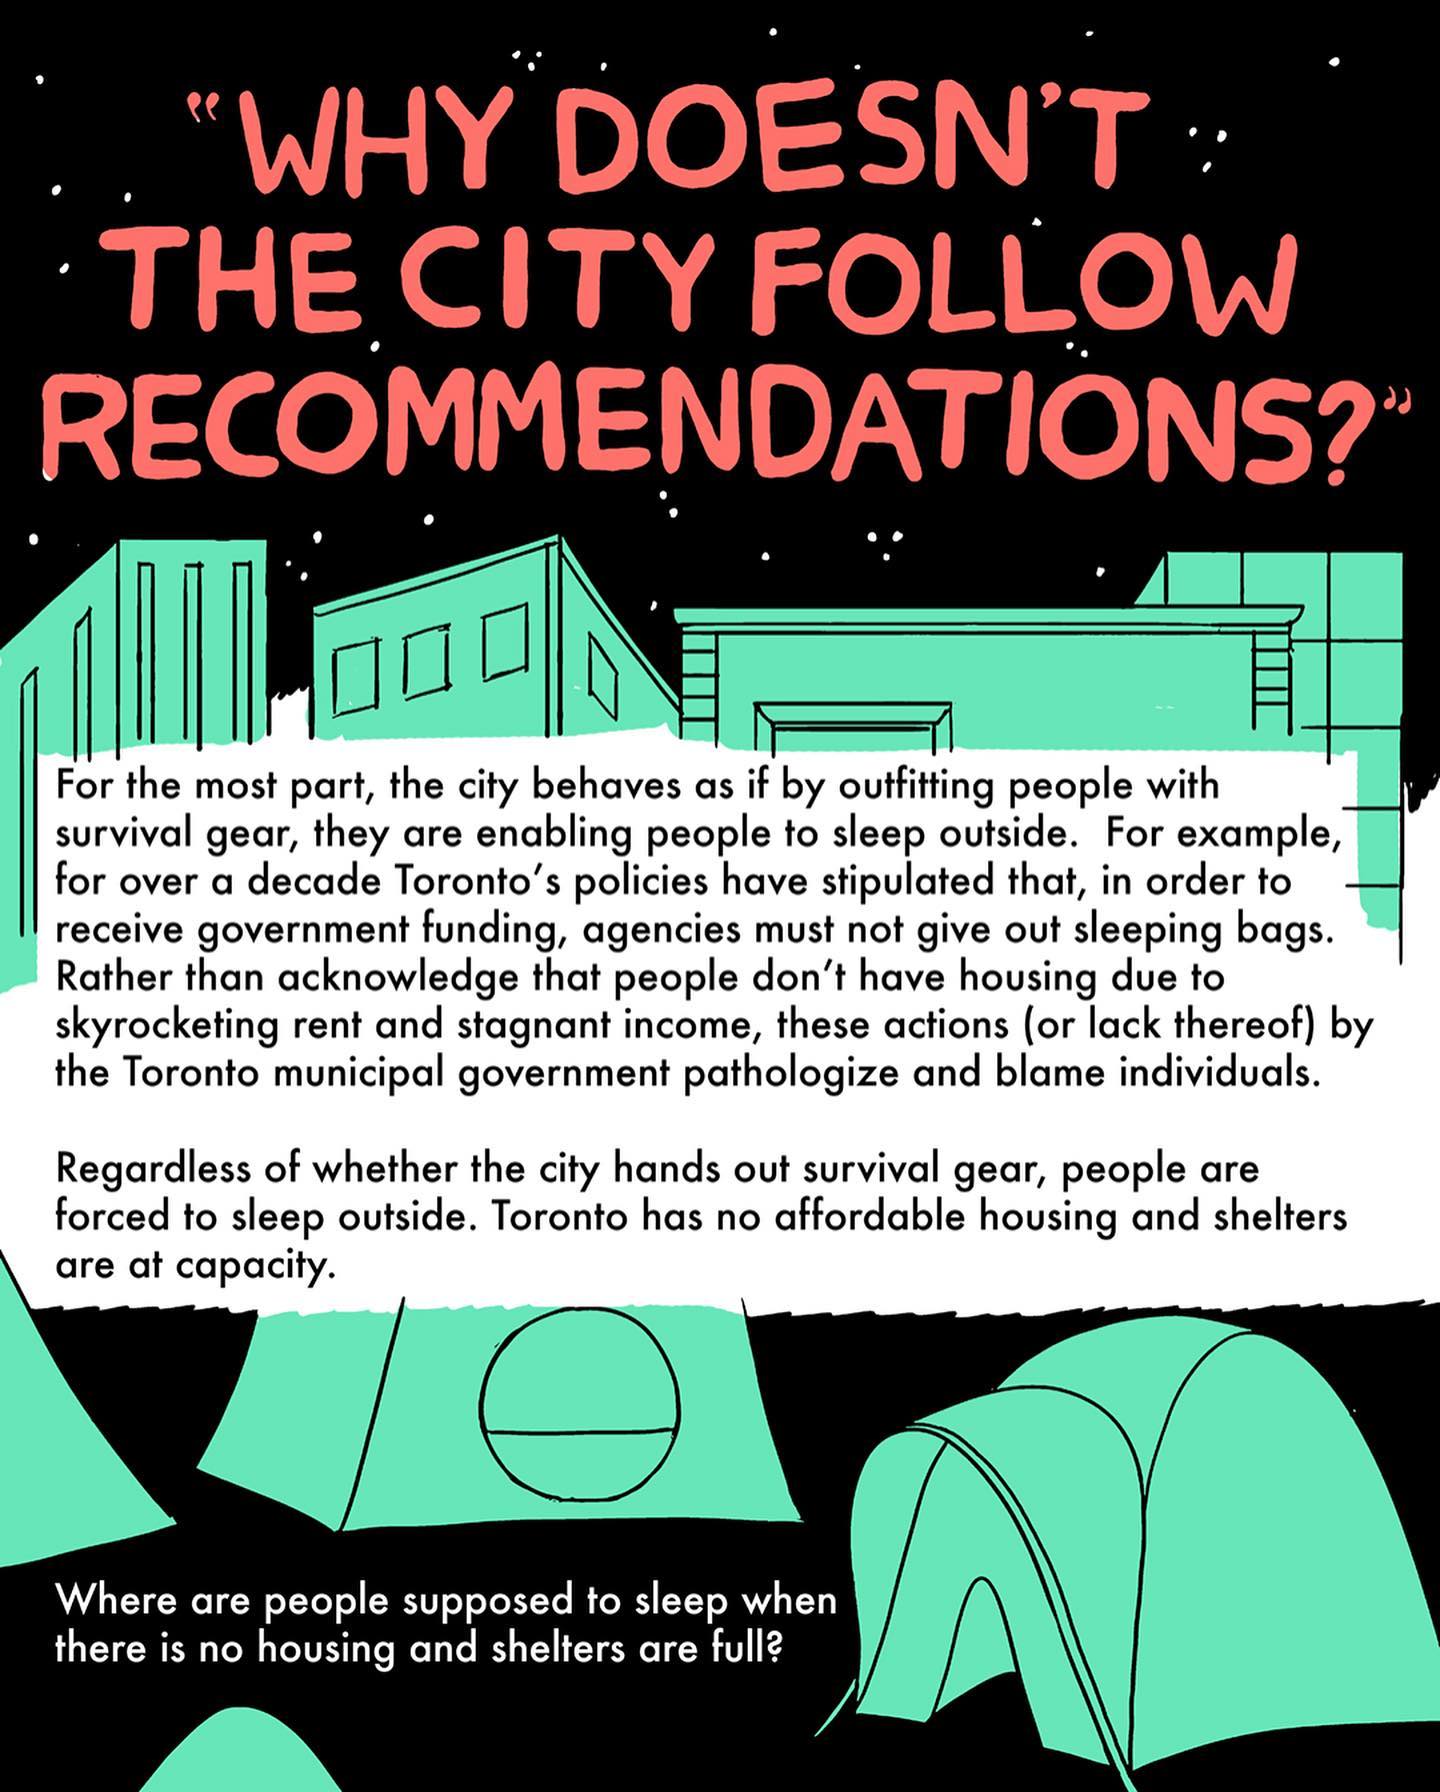 “WHY DOESN’T
THE CITY FOLLOW
RECOMMENDATIONS?”
For the most part, the city behaves as if by outfitting people with
survival gear, they are enabling people to sleep outside.  For example,
for over a decade Toronto’s policies have stipulated that, in order to
receive government funding, agencies must not give out sleeping bags.
Rather than acknowledge that people don’t have housing due to
skyrocketing rent and stagnant income, these actions (or lack thereof) by
the Toronto municipal government pathologize and blame individuals.
Regardless of whether the city hands out survival gear, people are
forced to sleep outside. Toronto has no affordable housing and shelters
are at capacity.
Where are people supposed to sleep when
there is no housing and shelters are full?